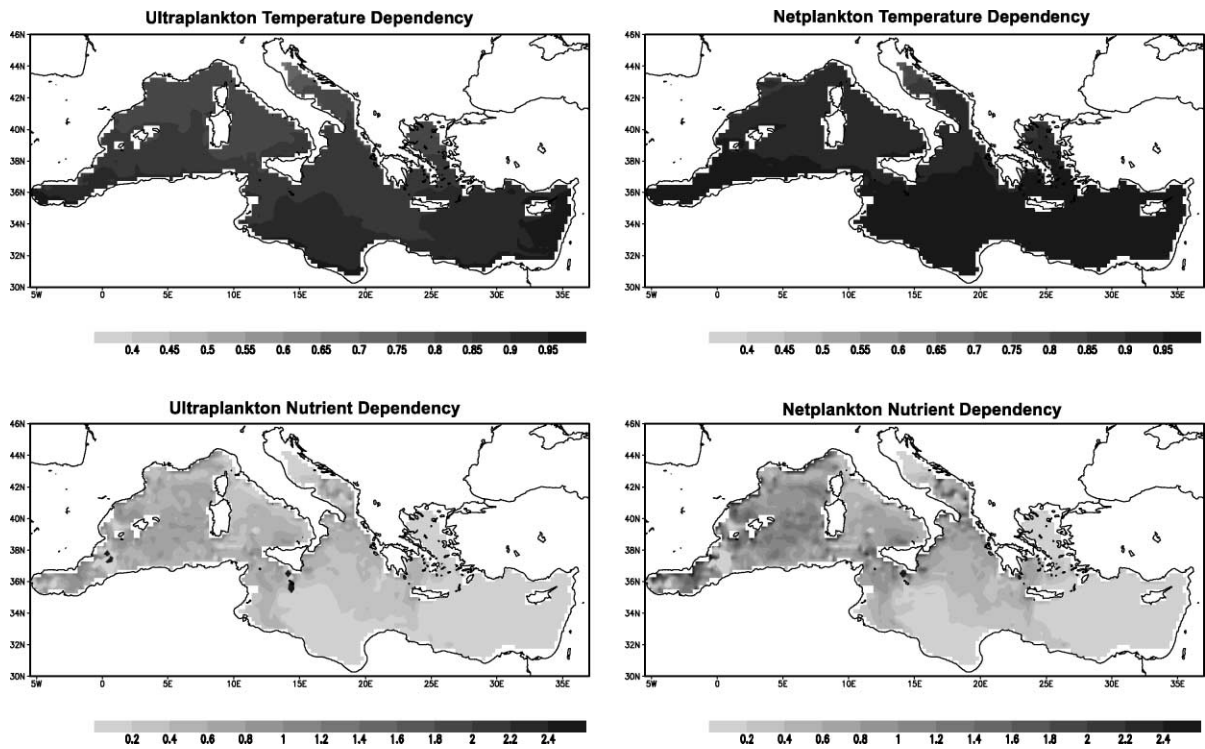 Ultraplankton Temperature Dependency
46N
44N
42N
40N
38N
36N
34N
32N
30N
5W 0 5E 10E 15E 20E 25E 30E 35E
0.4 0.45 0.5 0.55 0.6 0.65 0.7 0.75 0.8 0.85 0.9 0.95
Netplankton Temperature Dependency
46N
44N
42N
40N
38N
36N
34N
32N
30N
5W 0 5E 10E 15E 20E 25E 30E 35E
0.4 0.45 0.5 0.55 0.6 0.65 0.7 0.75 0.8 0.85 0.9 0.95
Ultraplankton Nutrient Dependency
46N
44N
42N
40N
38N
36N
34N
32N
30N
5W 0 5E 10E 15E 20E 25E 30E 35E
0.2 0.4 0.6 0.8 1 1.2 1.4 1.6 1.8 2 2.2 2.4
Netplankton Nutrient Dependency
46N
44N
42N
40N
38N
36N
34N
32N
30N
5W 0 5E 10E 15E 20E 25E 30E 35E
0.2 0.4 0.6 0.8 1 1.2 1.4 1.6 1.8 2 2.2 2.4